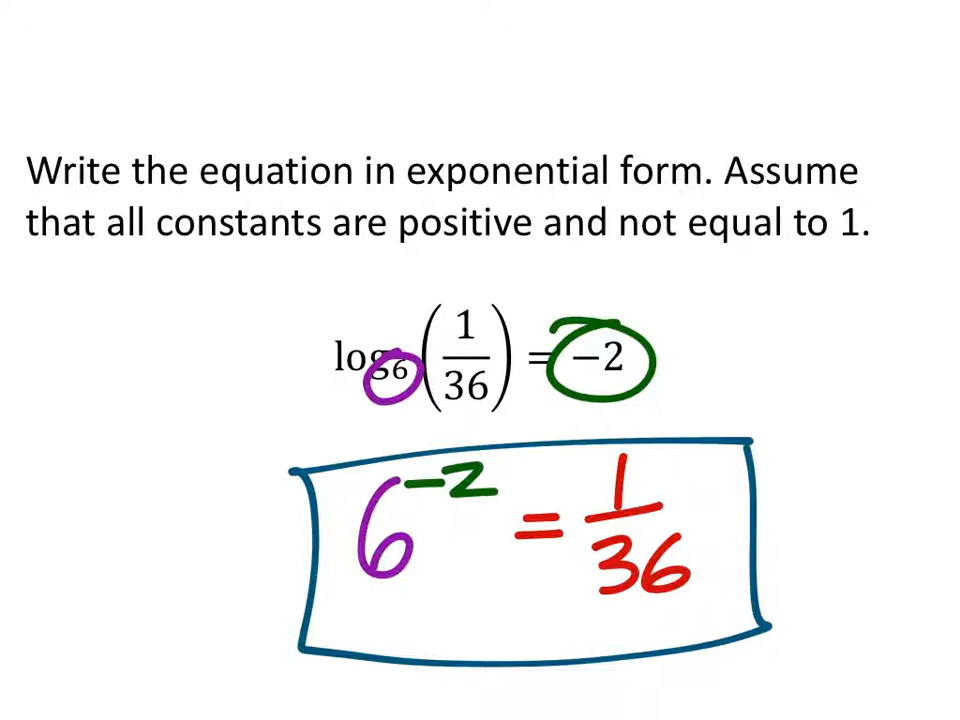 Write the equation in exponential form. Assume
that all constants are positive and not equal to 1.
log₆(1/36) = −2
6⁻² = 1/36